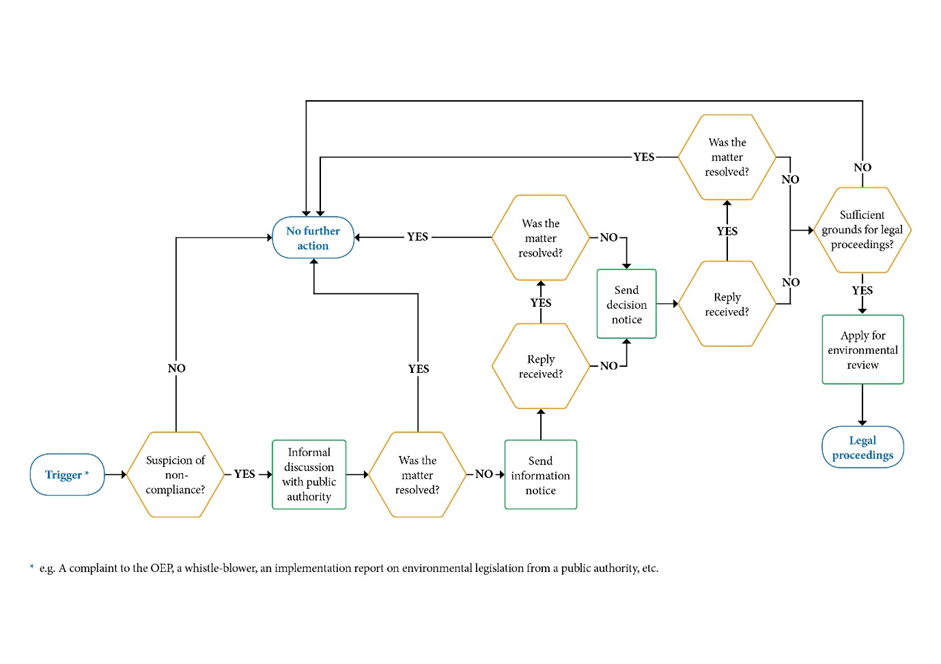 Was the
matter
resolved?
YES
NO
NO
Sufficient
grounds for legal
proceedings?
No further
action
YES
Was the
matter
resolved?
NO
YES
Send
decision
notice
Reply
received?
NO
YES
YES
Reply
received?
NO
Apply for
environmental
review
NO
YES
Trigger *
Suspicion of
non-
compliance?
YES
Informal
discussion
with public
authority
Was the
matter
resolved?
NO
Send
information
notice
Legal
proceedings
* e.g. A complaint to the OEP, a whistle-blower, an implementation report on environmental legislation from a public authority, etc.